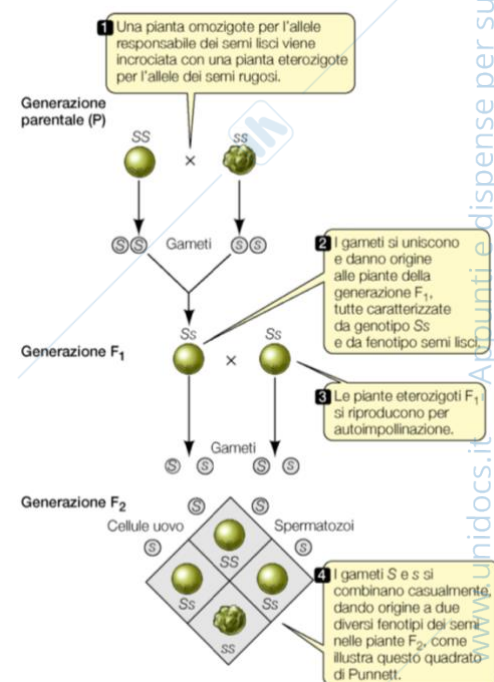 1 Una pianta omozigote per l'allele
responsabile dei semi lisci viene
incrociata con una pianta eterozigote
per l'allele dei semi rugosi.
Generazione
parentale (P)
SS
×
ss
S S
Gameti
s s
2 I gameti si uniscono
e danno origine
alle piante della
generazione F1,
tutte caratterizzate
da genotipo Ss
e da fenotipo semi lisci.
Generazione F1
Ss
×
Ss
3 Le piante eterozigoti F1
si riproducono per
autoimpollinazione.
Gameti
S s
S s
Generazione F2
S
S
Cellule uovo
Spermatozoi
s
s
SS
Ss
Ss
ss
4 I gameti S e s si
combinano casualmente,
dando origine a due
diversi fenotipi dei semi
nelle piante F2, come
illustra questo quadrato
di Punnett.
www.unidocs.it - Appunti e dispense per su